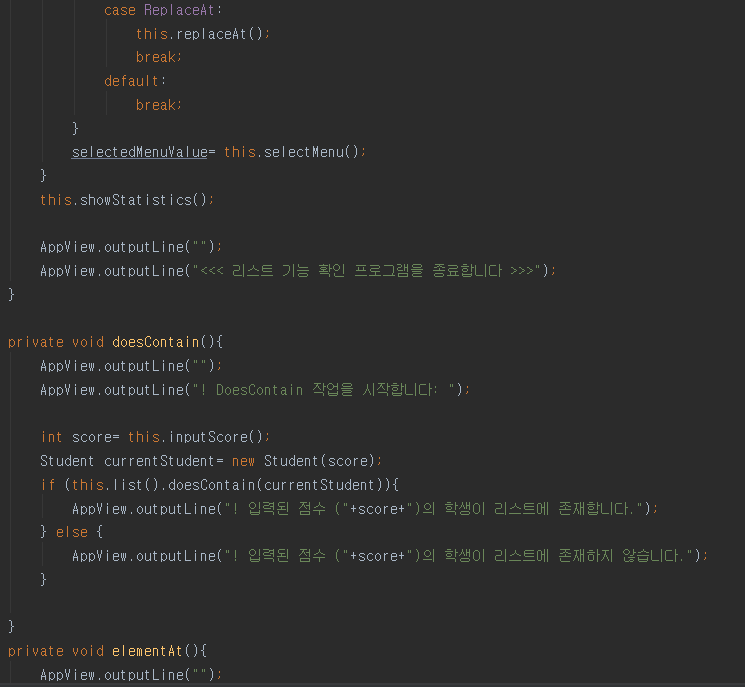 case ReplaceAt:
this.replaceAt();
break;
default:
break;
}
selectedMenuValue= this.selectMenu();
}
this.showStatistics();
AppView.outputLine("");
AppView.outputLine("<<< 리스트 기능 확인 프로그램을 종료합니다 >>>");
}
private void doesContain(){
AppView.outputLine("");
AppView.outputLine("! DoesContain 작업을 시작합니다: ");
int score= this.inputScore();
Student currentStudent= new Student(score);
if (this.list().doesContain(currentStudent)){
AppView.outputLine("! 입력된 점수 ("+score+")의 학생이 리스트에 존재합니다.");
} else {
AppView.outputLine("! 입력된 점수 ("+score+")의 학생이 리스트에 존재하지 않습니다.");
}
}
private void elementAt(){
AppView.outputLine("");